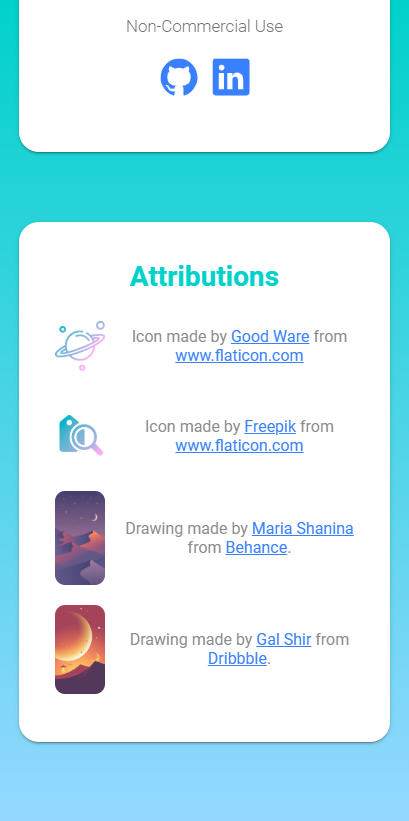 Non-Commercial Use
in
Attributions
Icon made by Good Ware from
www.flaticon.com
Icon made by Freepik from
www.flaticon.com
Drawing made by Maria Shanina
from Behance.
Drawing made by Gal Shir from
Dribbble.